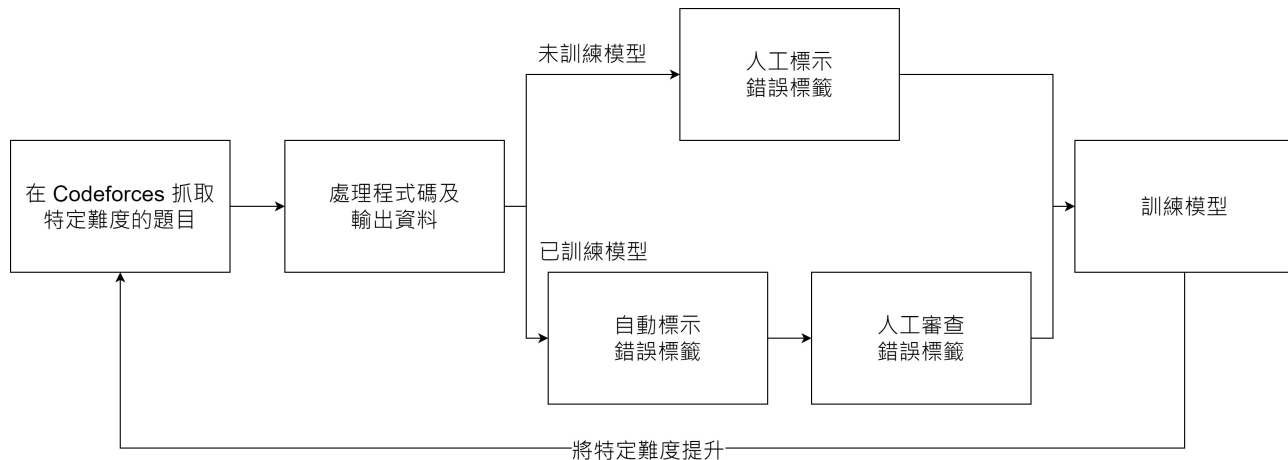 在 Codeforces 抓取
特定難度的題目
處理程式碼及
輸出資料
未訓練模型
人工標示
錯誤標籤
已訓練模型
自動標示
錯誤標籤
人工審查
錯誤標籤
訓練模型
將特定難度提升